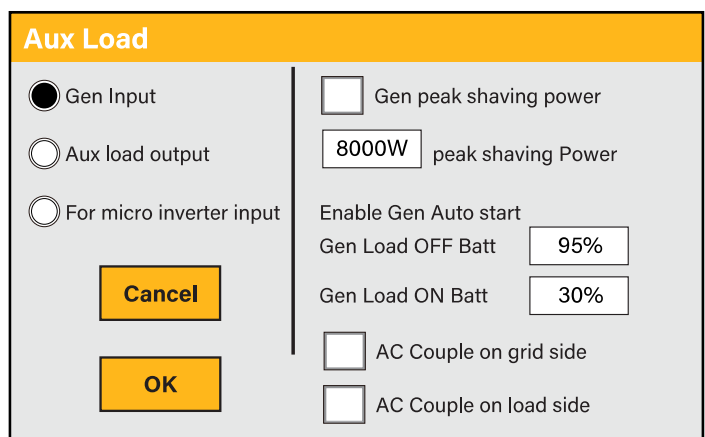 Aux Load
Gen Input
Aux load output
For micro inverter input
Cancel
OK
Gen peak shaving power
8000W peak shaving Power
Enable Gen Auto start
Gen Load OFF Batt 95%
Gen Load ON Batt 30%
AC Couple on grid side
AC Couple on load side